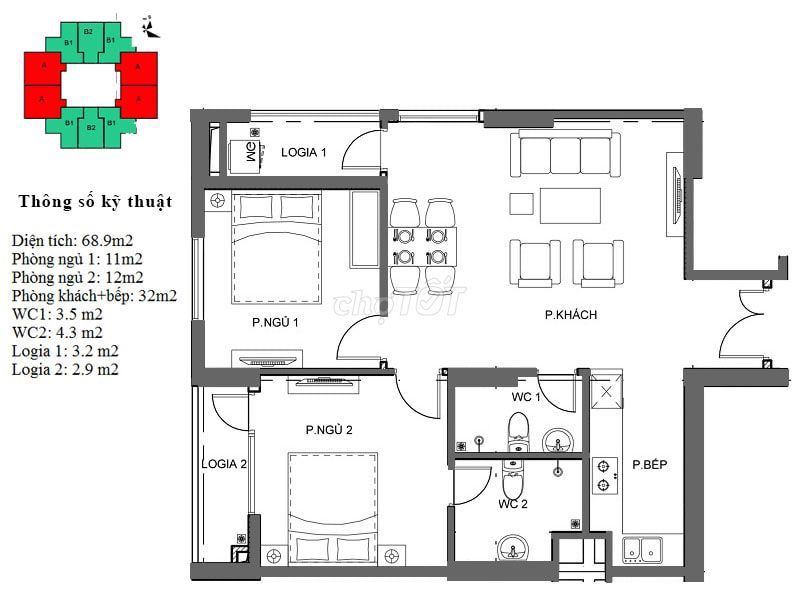 S
B1 B2 B1
A A
A A
B1 B2 B1
Thông số kỹ thuật
Diện tích: 68.9m2
Phòng ngủ 1: 11m2
Phòng ngủ 2: 12m2
Phòng khách+bếp: 32m2
WC1: 3.5 m2
WC2: 4.3 m2
Logia 1: 3.2 m2
Logia 2: 2.9 m2
MG
LOGIA 1
P.NGỦ 1
P.KHÁCH
chợTỐT
P.NGỦ 2
WC 1
LOGIA 2
P.BẾP
WC 2